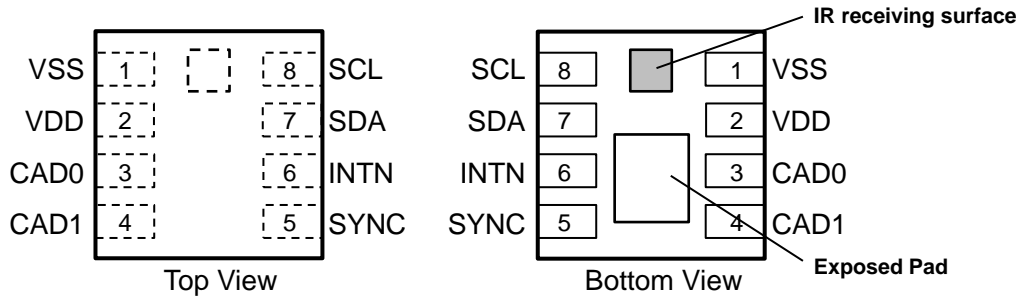 IR receiving surface
VSS 1 8 SCL SCL 8 1 VSS
VDD 2 7 SDA SDA 7 2 VDD
CAD0 3 6 INTN INTN 6 3 CAD0
CAD1 4 5 SYNC SYNC 5 4 CAD1
Exposed Pad
Top View Bottom View